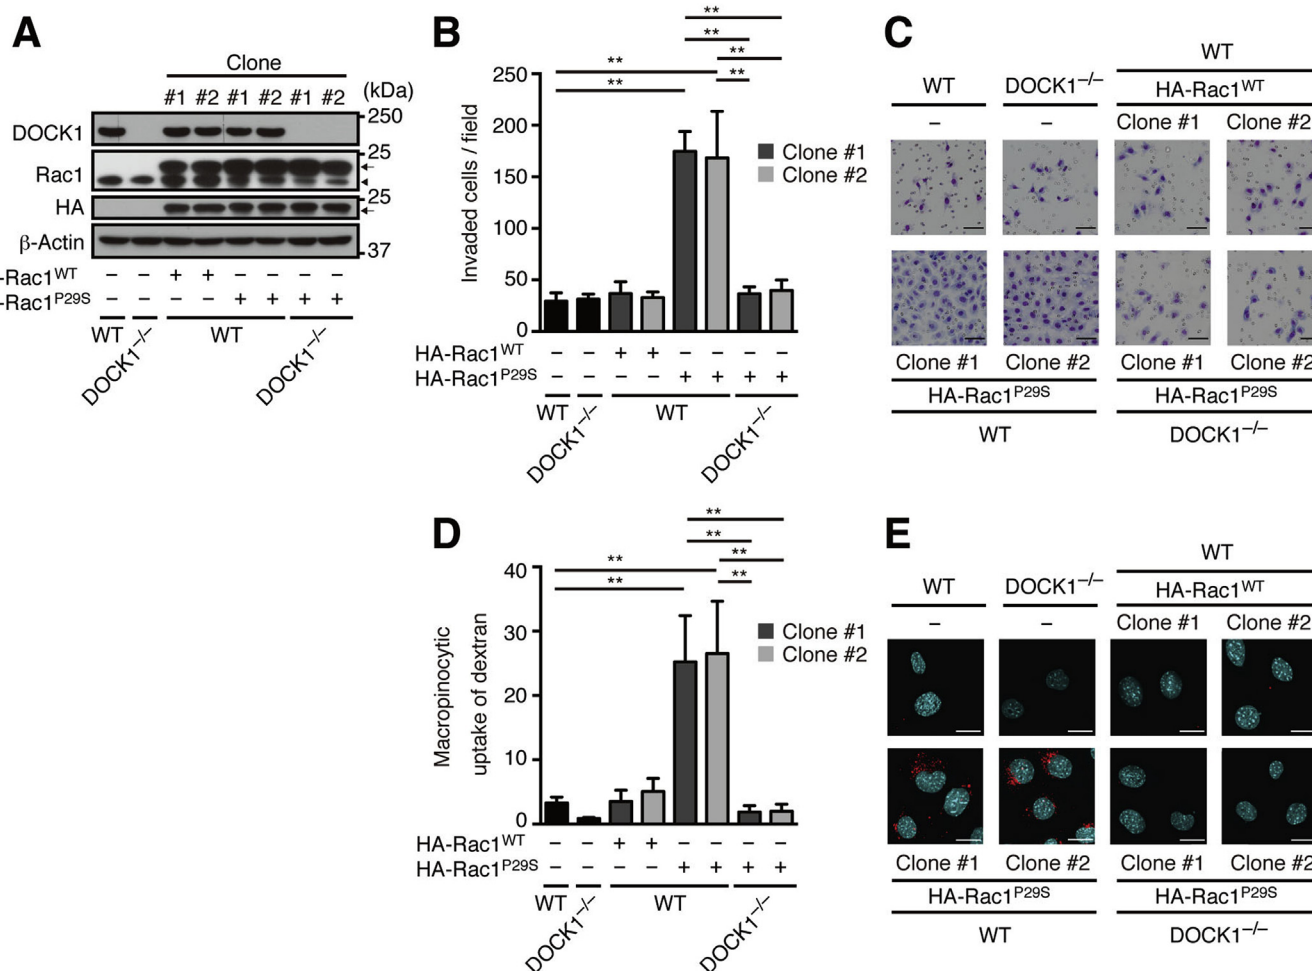 A
Clone
#1 #2 #1 #2 #1 #2 (kDa)
250
DOCK1
25
Rac1
25
HA
β-Actin
37
-Rac1WT – – + + – – – –
-Rac1P29S – – – – + + + +
WT DOCK1–/– WT DOCK1–/–
B
**
**
**
**
**
**
250
200
150
100
50
0
Invaded cells / field
Clone #1
Clone #2
HA-Rac1WT – – + + – – – –
HA-Rac1P29S – – – – + + + +
WT DOCK1–/– WT DOCK1–/–
C
WT
WT DOCK1–/– HA-Rac1WT
– – Clone #1 Clone #2
Clone #1 Clone #2 Clone #1 Clone #2
HA-Rac1P29S HA-Rac1P29S
WT DOCK1–/–
D
**
**
**
**
**
**
40
30
20
10
0
Macropinocytic
uptake of dextran
Clone #1
Clone #2
HA-Rac1WT – – + + – – – –
HA-Rac1P29S – – – – + + + +
WT DOCK1–/– WT DOCK1–/–
E
WT
WT DOCK1–/– HA-Rac1WT
– – Clone #1 Clone #2
Clone #1 Clone #2 Clone #1 Clone #2
HA-Rac1P29S HA-Rac1P29S
WT DOCK1–/–